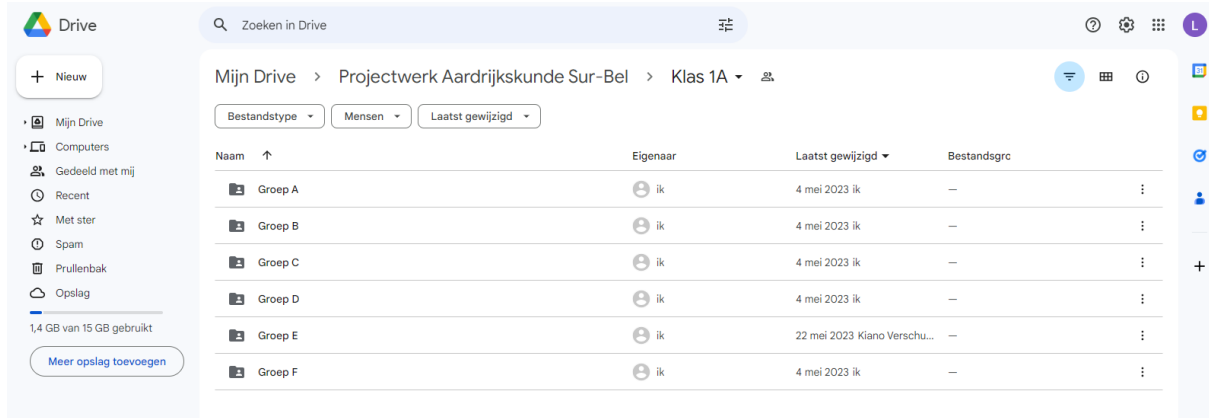 Drive
Zoeken in Drive
L
Nieuw
Mijn Drive > Projectwerk Aardrijkskunde Sur-Bel > Klas 1A
31
Mijn Drive
Computers
Gedeeld met mij
Recent
Met ster
Spam
Prullenbak
Opslag
1,4 GB van 15 GB gebruikt
Meer opslag toevoegen
Bestandstype Mensen Laatst gewijzigd
Naam Eigenaar Laatst gewijzigd Bestandsgrc
Groep A ik 4 mei 2023 ik —
Groep B ik 4 mei 2023 ik —
Groep C ik 4 mei 2023 ik —
Groep D ik 4 mei 2023 ik —
Groep E ik 22 mei 2023 Kiano Verschu... —
Groep F ik 4 mei 2023 ik —